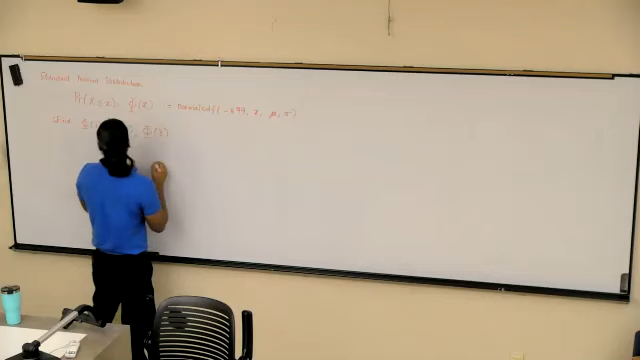 Standard Normal Distribution
Pr(X ≤ z) = Φ(z) = normalcdf(-E99, z, μ, σ)
Find Φ( Φ(